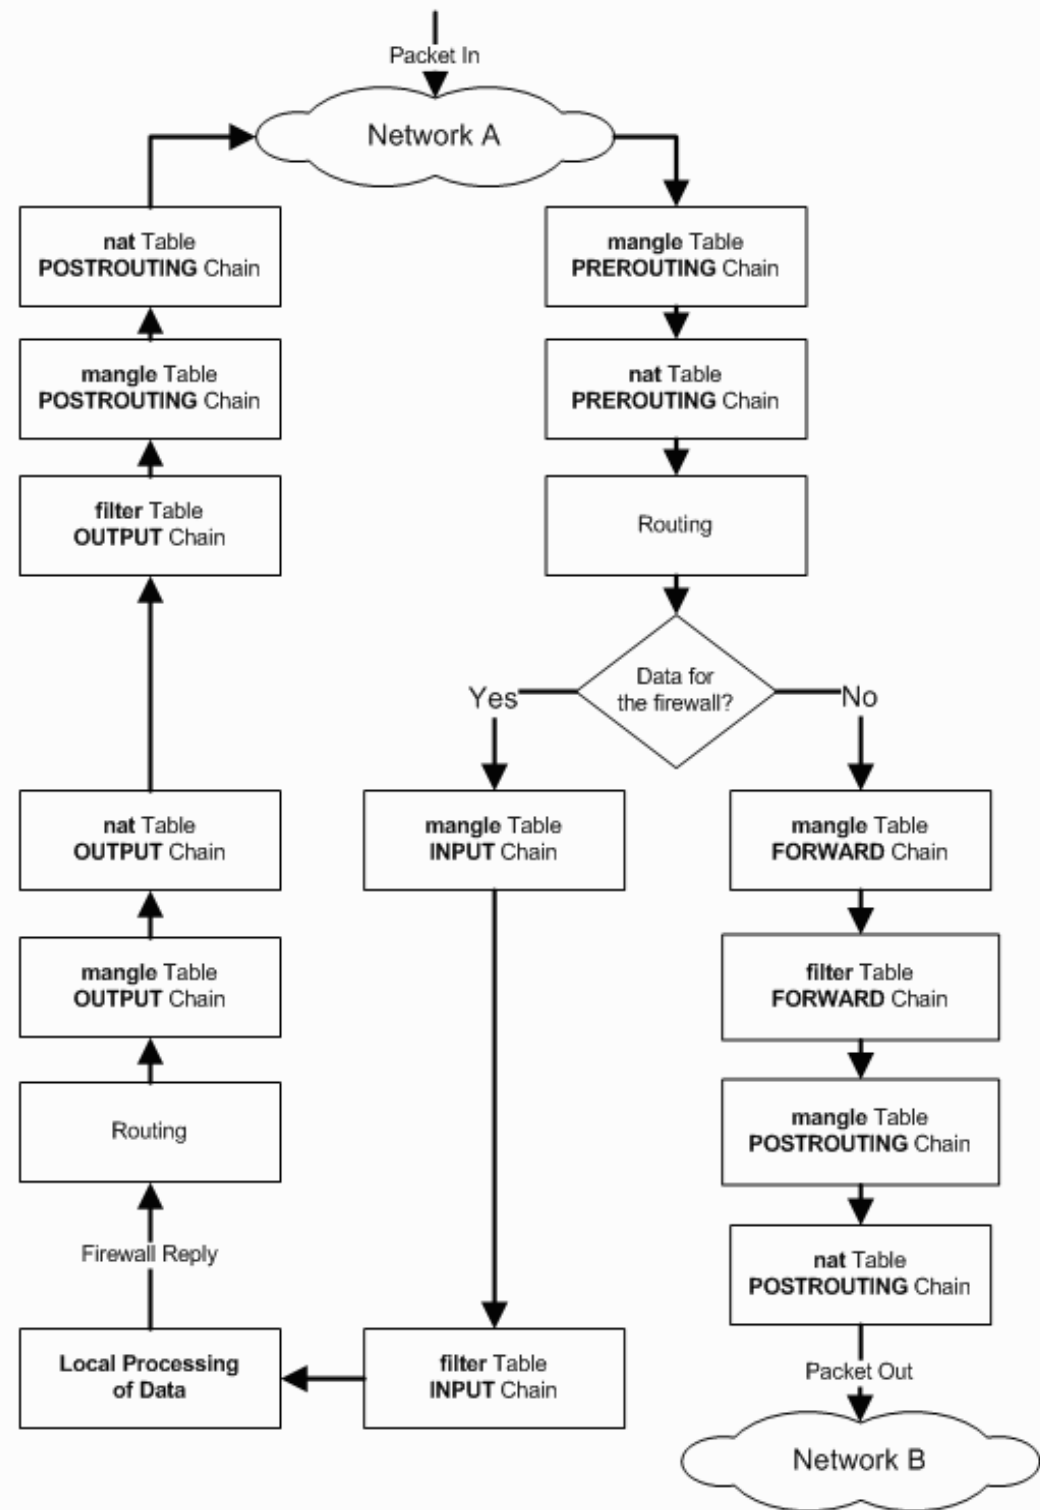 Packet In
Network A
nat Table
POSTROUTING Chain
mangle Table
POSTROUTING Chain
filter Table
OUTPUT Chain
nat Table
OUTPUT Chain
mangle Table
OUTPUT Chain
Routing
Firewall Reply
Local Processing
of Data
mangle Table
PREROUTING Chain
nat Table
PREROUTING Chain
Routing
Data for
the firewall?
Yes
No
mangle Table
INPUT Chain
filter Table
INPUT Chain
mangle Table
FORWARD Chain
filter Table
FORWARD Chain
mangle Table
POSTROUTING Chain
nat Table
POSTROUTING Chain
Packet Out
Network B